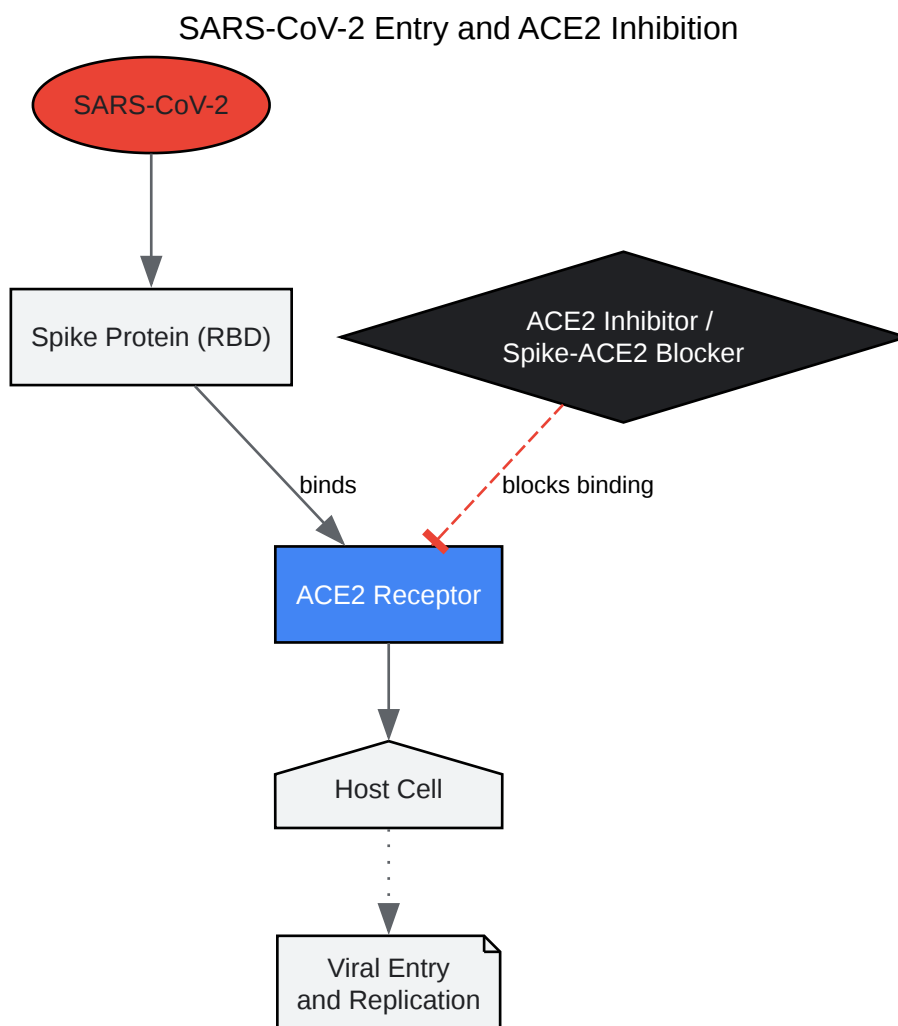 SARS-CoV-2 Entry and ACE2 Inhibition
SARS-CoV-2
Spike Protein (RBD)
ACE2 Inhibitor /
Spike-ACE2 Blocker
binds
blocks binding
ACE2 Receptor
Host Cell
Viral Entry
and Replication